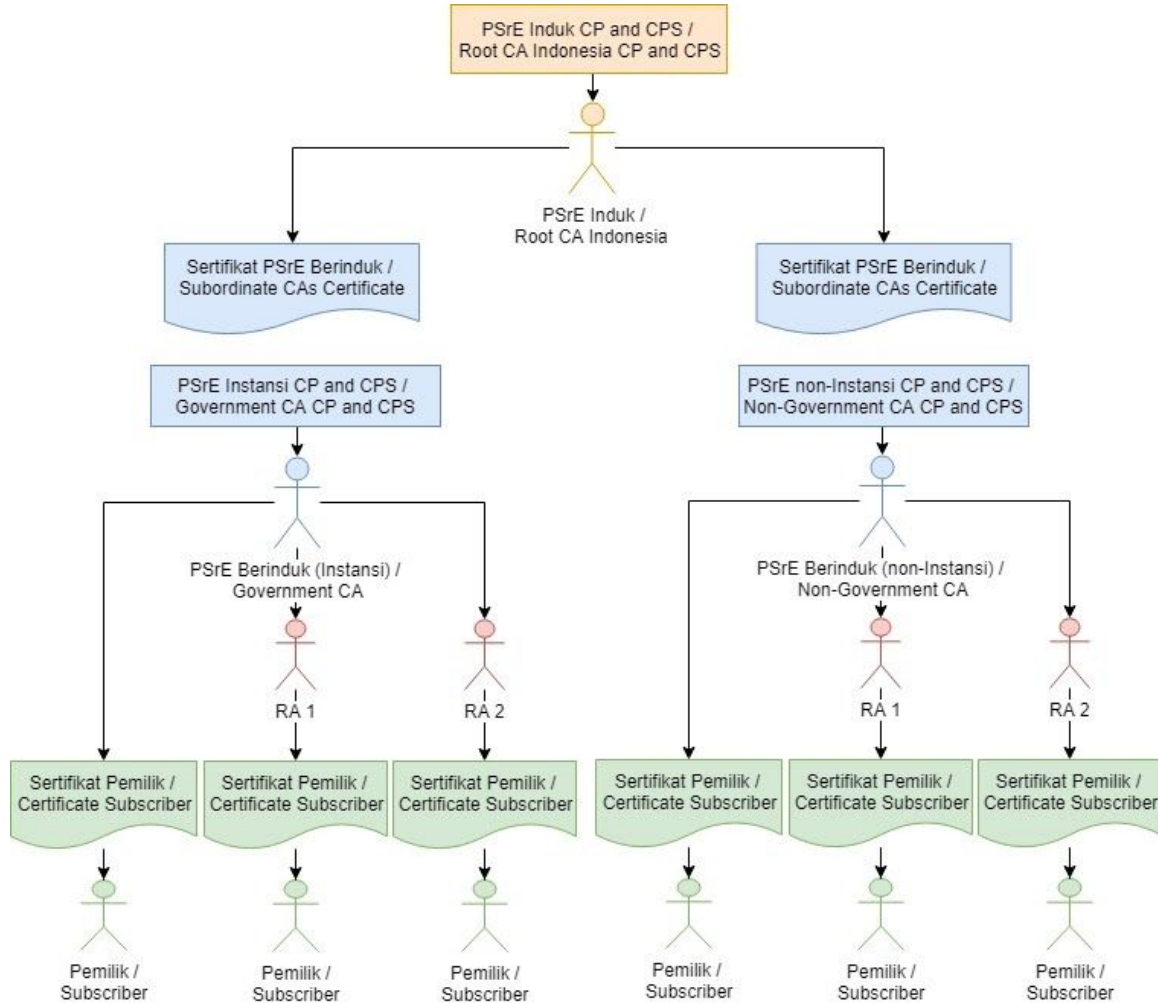 PSrE Induk CP and CPS /
Root CA Indonesia CP and CPS
PSrE Induk /
Root CA Indonesia
Sertifikat PSrE Berinduk /
Subordinate CAs Certificate
Sertifikat PSrE Berinduk /
Subordinate CAs Certificate
PSrE Instansi CP and CPS /
Government CA CP and CPS
PSrE non-Instansi CP and CPS /
Non-Government CA CP and CPS
PSrE Berinduk (Instansi) /
Government CA
PSrE Berinduk (non-Instansi) /
Non-Government CA
RA 1
RA 2
RA 1
RA 2
Sertifikat Pemilik /
Certificate Subscriber
Sertifikat Pemilik /
Certificate Subscriber
Sertifikat Pemilik /
Certificate Subscriber
Sertifikat Pemilik /
Certificate Subscriber
Sertifikat Pemilik /
Certificate Subscriber
Sertifikat Pemilik /
Certificate Subscriber
Pemilik /
Subscriber
Pemilik /
Subscriber
Pemilik /
Subscriber
Pemilik /
Subscriber
Pemilik /
Subscriber
Pemilik /
Subscriber